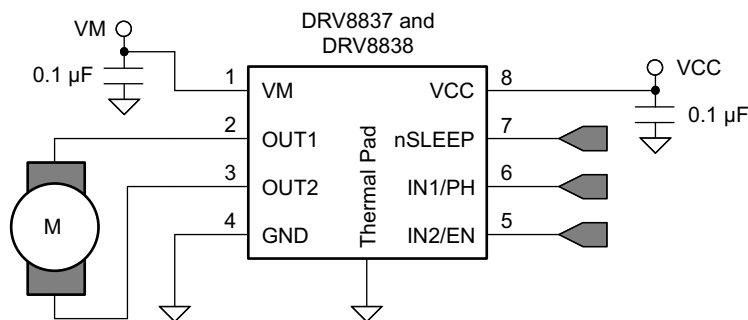 DRV8837 and
DRV8838
VM
0.1 µF
VCC
0.1 µF
1
VM
VCC
8
2
OUT1
nSLEEP
7
3
OUT2
IN1/PH
6
4
GND
IN2/EN
5
Thermal Pad
M